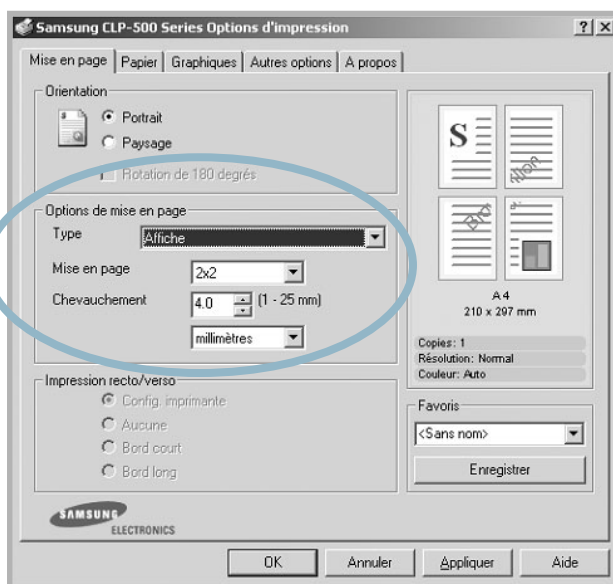 Samsung CLP-500 Series Options d'impression
Mise en page Papier Graphiques Autres options A propos
Orientation
Portrait
Paysage
Rotation de 180 degrés
Options de mise en page
Type Affiche
Mise en page 2x2
Chevauchement 4.0 (1 - 25 mm)
millimètres
Impression recto/verso
Config. imprimante
Aucune
Bord court
Bord long
S
A4
210 x 297 mm
Copies: 1
Résolution: Normal
Couleur: Auto
Favoris
<Sans nom>
Enregistrer
SAMSUNG
ELECTRONICS
OK Annuler Appliquer Aide